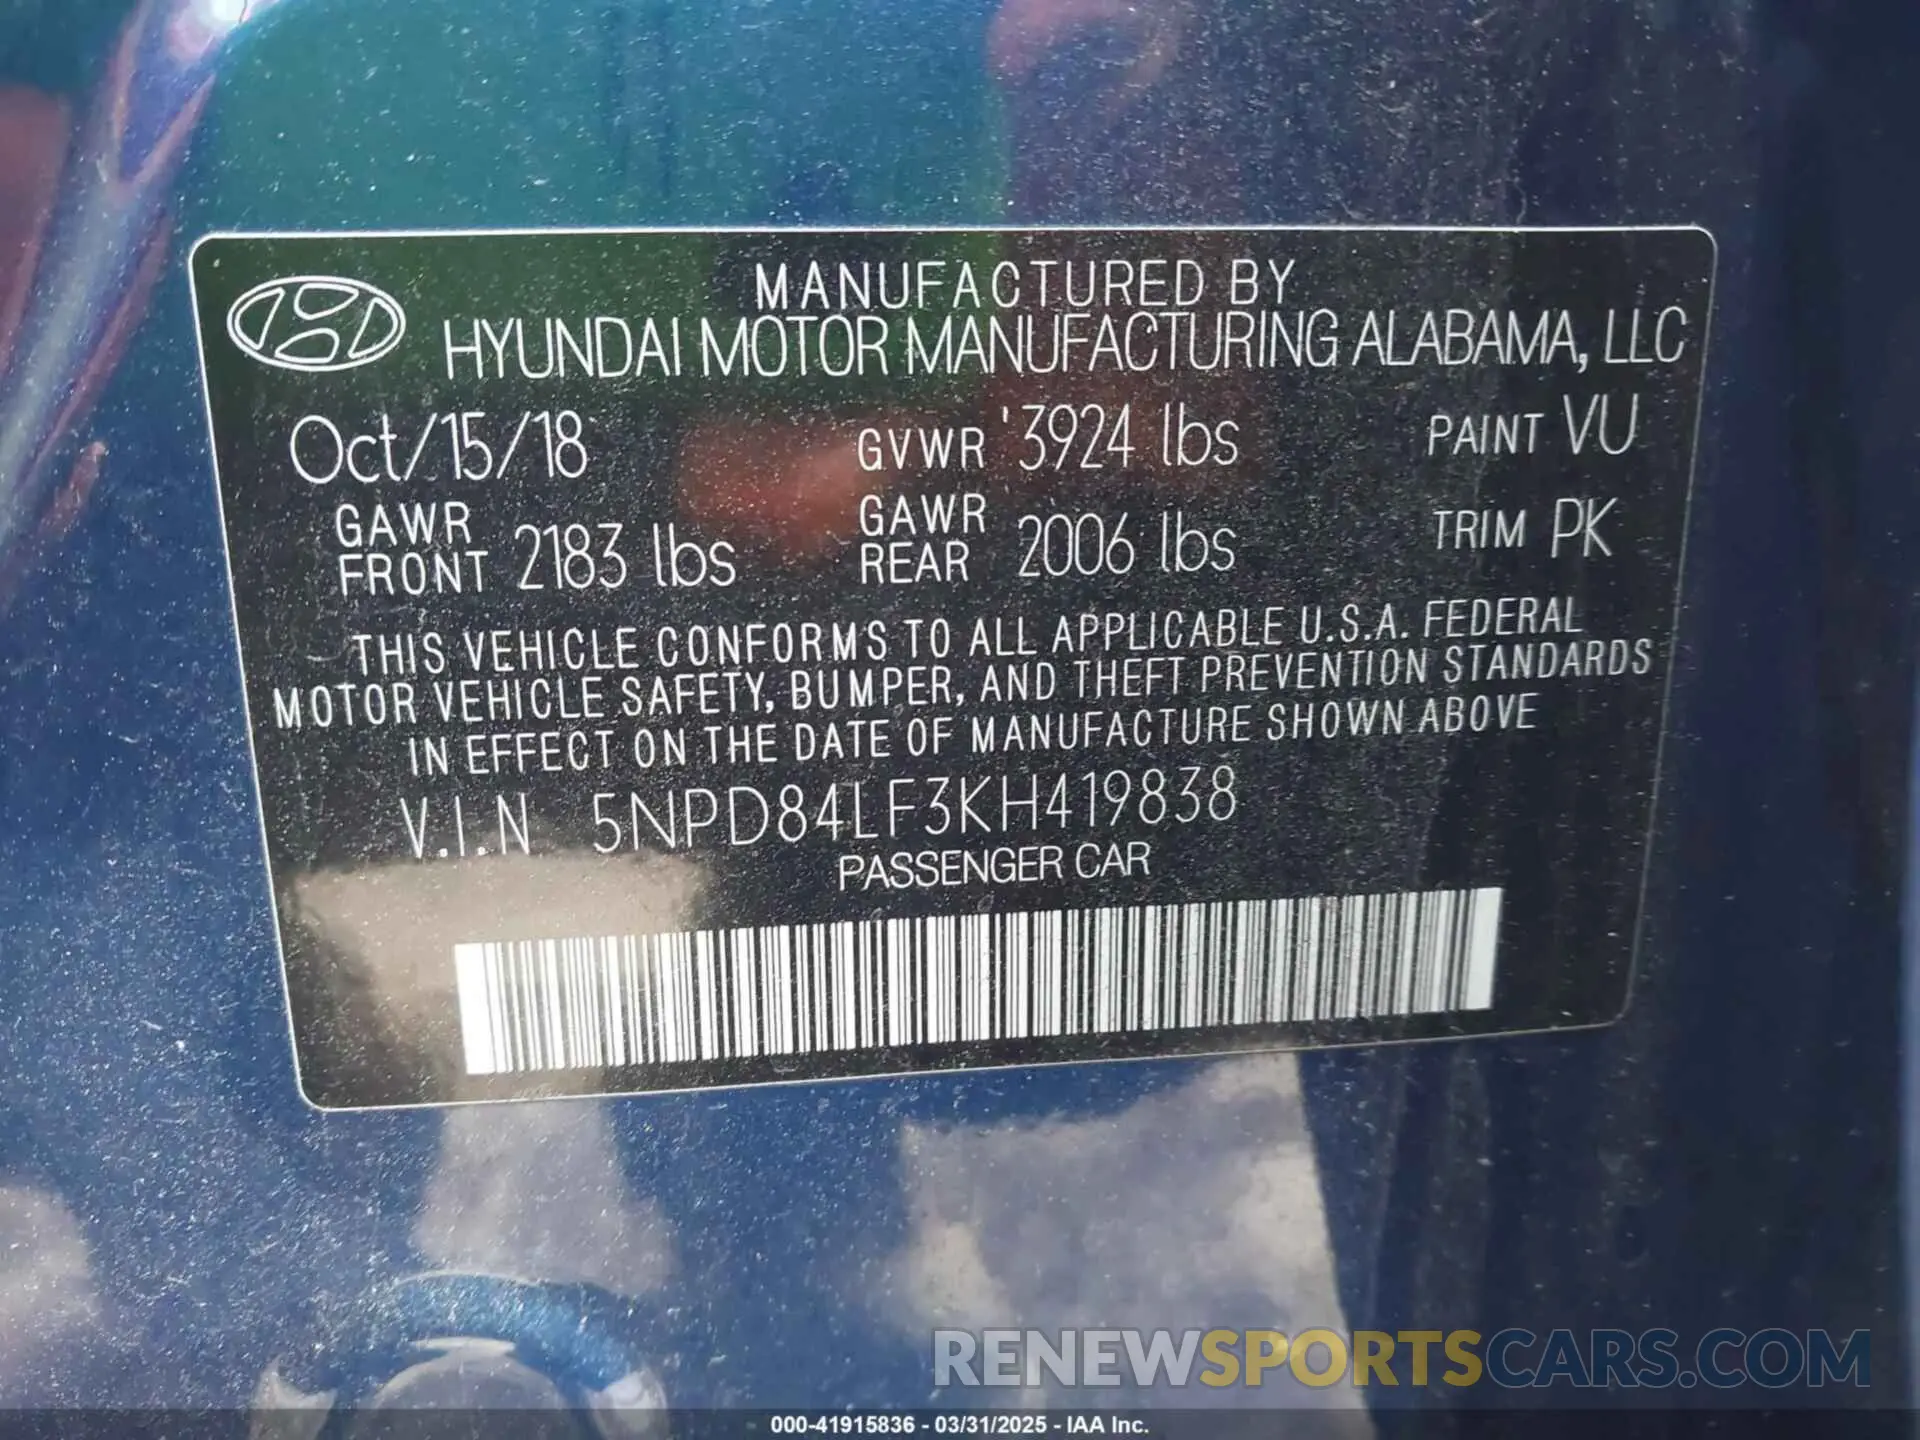 MANUFACTURED BY
HYUNDAI MOTOR MANUFACTURING ALABAMA, LLC
Oct/15/18 GVWR 3924 lbs PAINT VU
GAWR FRONT 2183 lbs GAWR REAR 2006 lbs TRIM PK
THIS VEHICLE CONFORMS TO ALL APPLICABLE U.S.A. FEDERAL
MOTOR VEHICLE SAFETY, BUMPER, AND THEFT PREVENTION STANDARDS
IN EFFECT ON THE DATE OF MANUFACTURE SHOWN ABOVE
V.I.N 5NPD84LF3KH419838
PASSENGER CAR
RENEWSPORTSCARS.COM
000-41915836 - 03/31/2025 - IAA Inc.